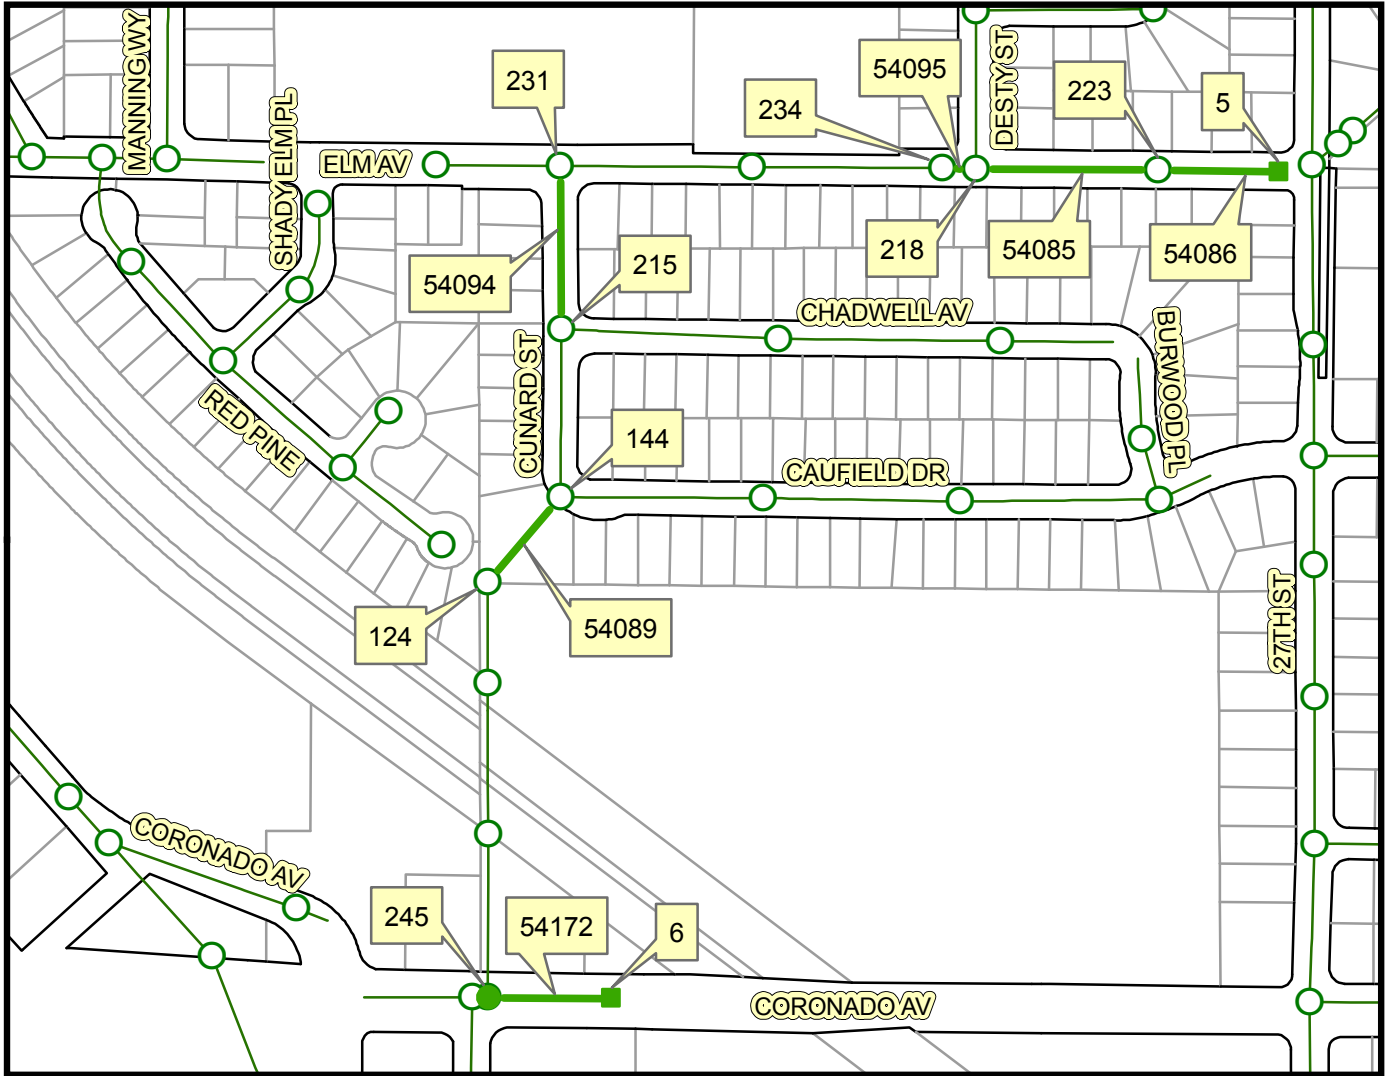 MANNING WY
SHADY ELM PL
ELM AV
231
234
54095
DESTY ST
223
5
54094
215
218
54085
54086
CHADWELL AV
BURWOOD PL
CUNARD ST
RED PINE
144
CAUFIELD DR
124
54089
27TH ST
CORONADO AV
245
54172
6
CORONADO AV